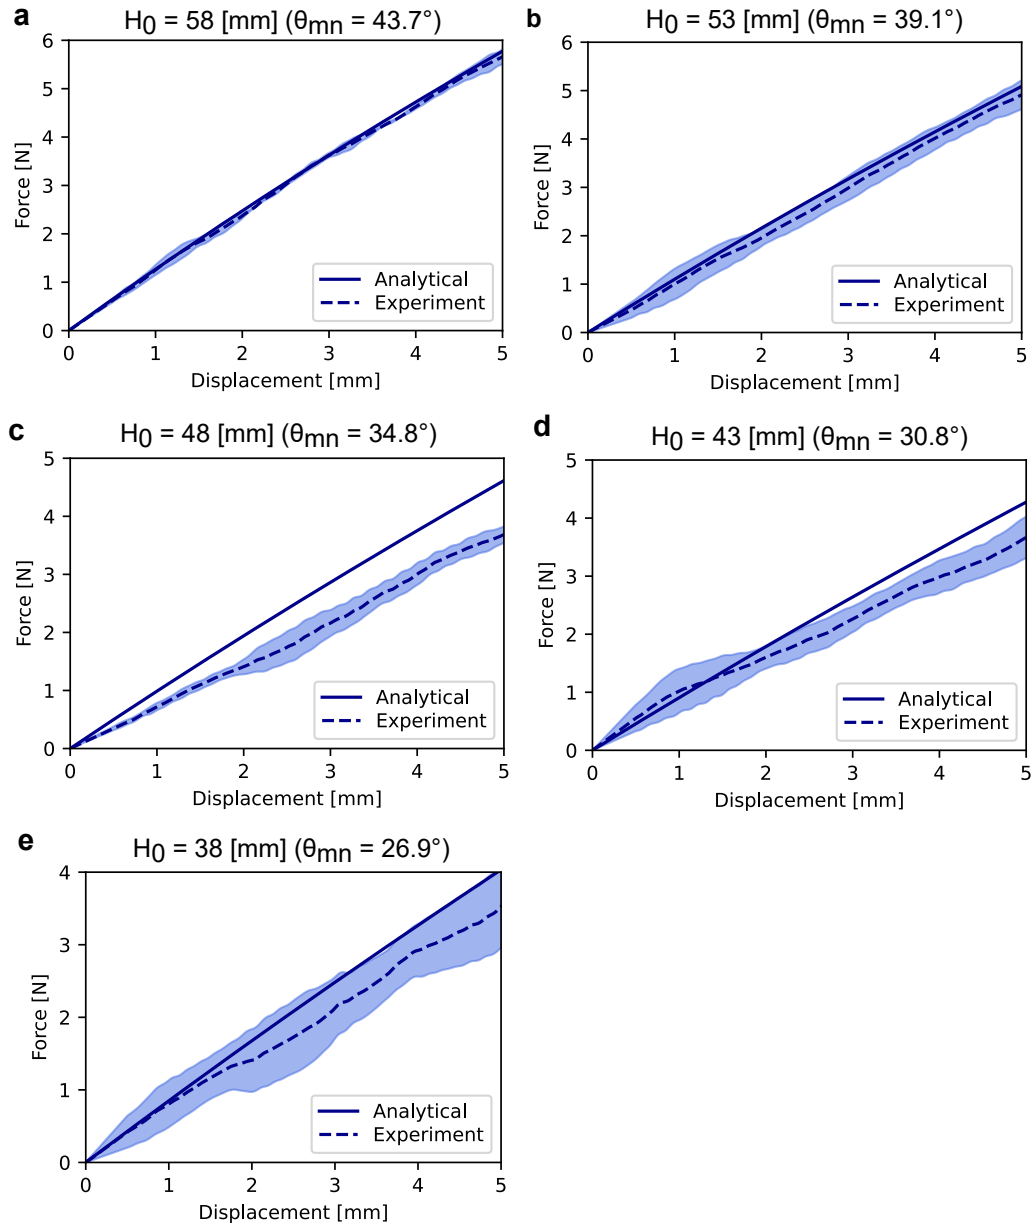 a
H0 = 58 [mm] (θmn = 43.7°)
6
5
4
3
2
1
0
Force [N]
Analytical
Experiment
0 1 2 3 4 5
Displacement [mm]
b
H0 = 53 [mm] (θmn = 39.1°)
6
5
4
3
2
1
0
Force [N]
Analytical
Experiment
0 1 2 3 4 5
Displacement [mm]
c
H0 = 48 [mm] (θmn = 34.8°)
5
4
3
2
1
0
Force [N]
Analytical
Experiment
0 1 2 3 4 5
Displacement [mm]
d
H0 = 43 [mm] (θmn = 30.8°)
5
4
3
2
1
0
Force [N]
Analytical
Experiment
0 1 2 3 4 5
Displacement [mm]
e
H0 = 38 [mm] (θmn = 26.9°)
4
3
2
1
0
Force [N]
Analytical
Experiment
0 1 2 3 4 5
Displacement [mm]